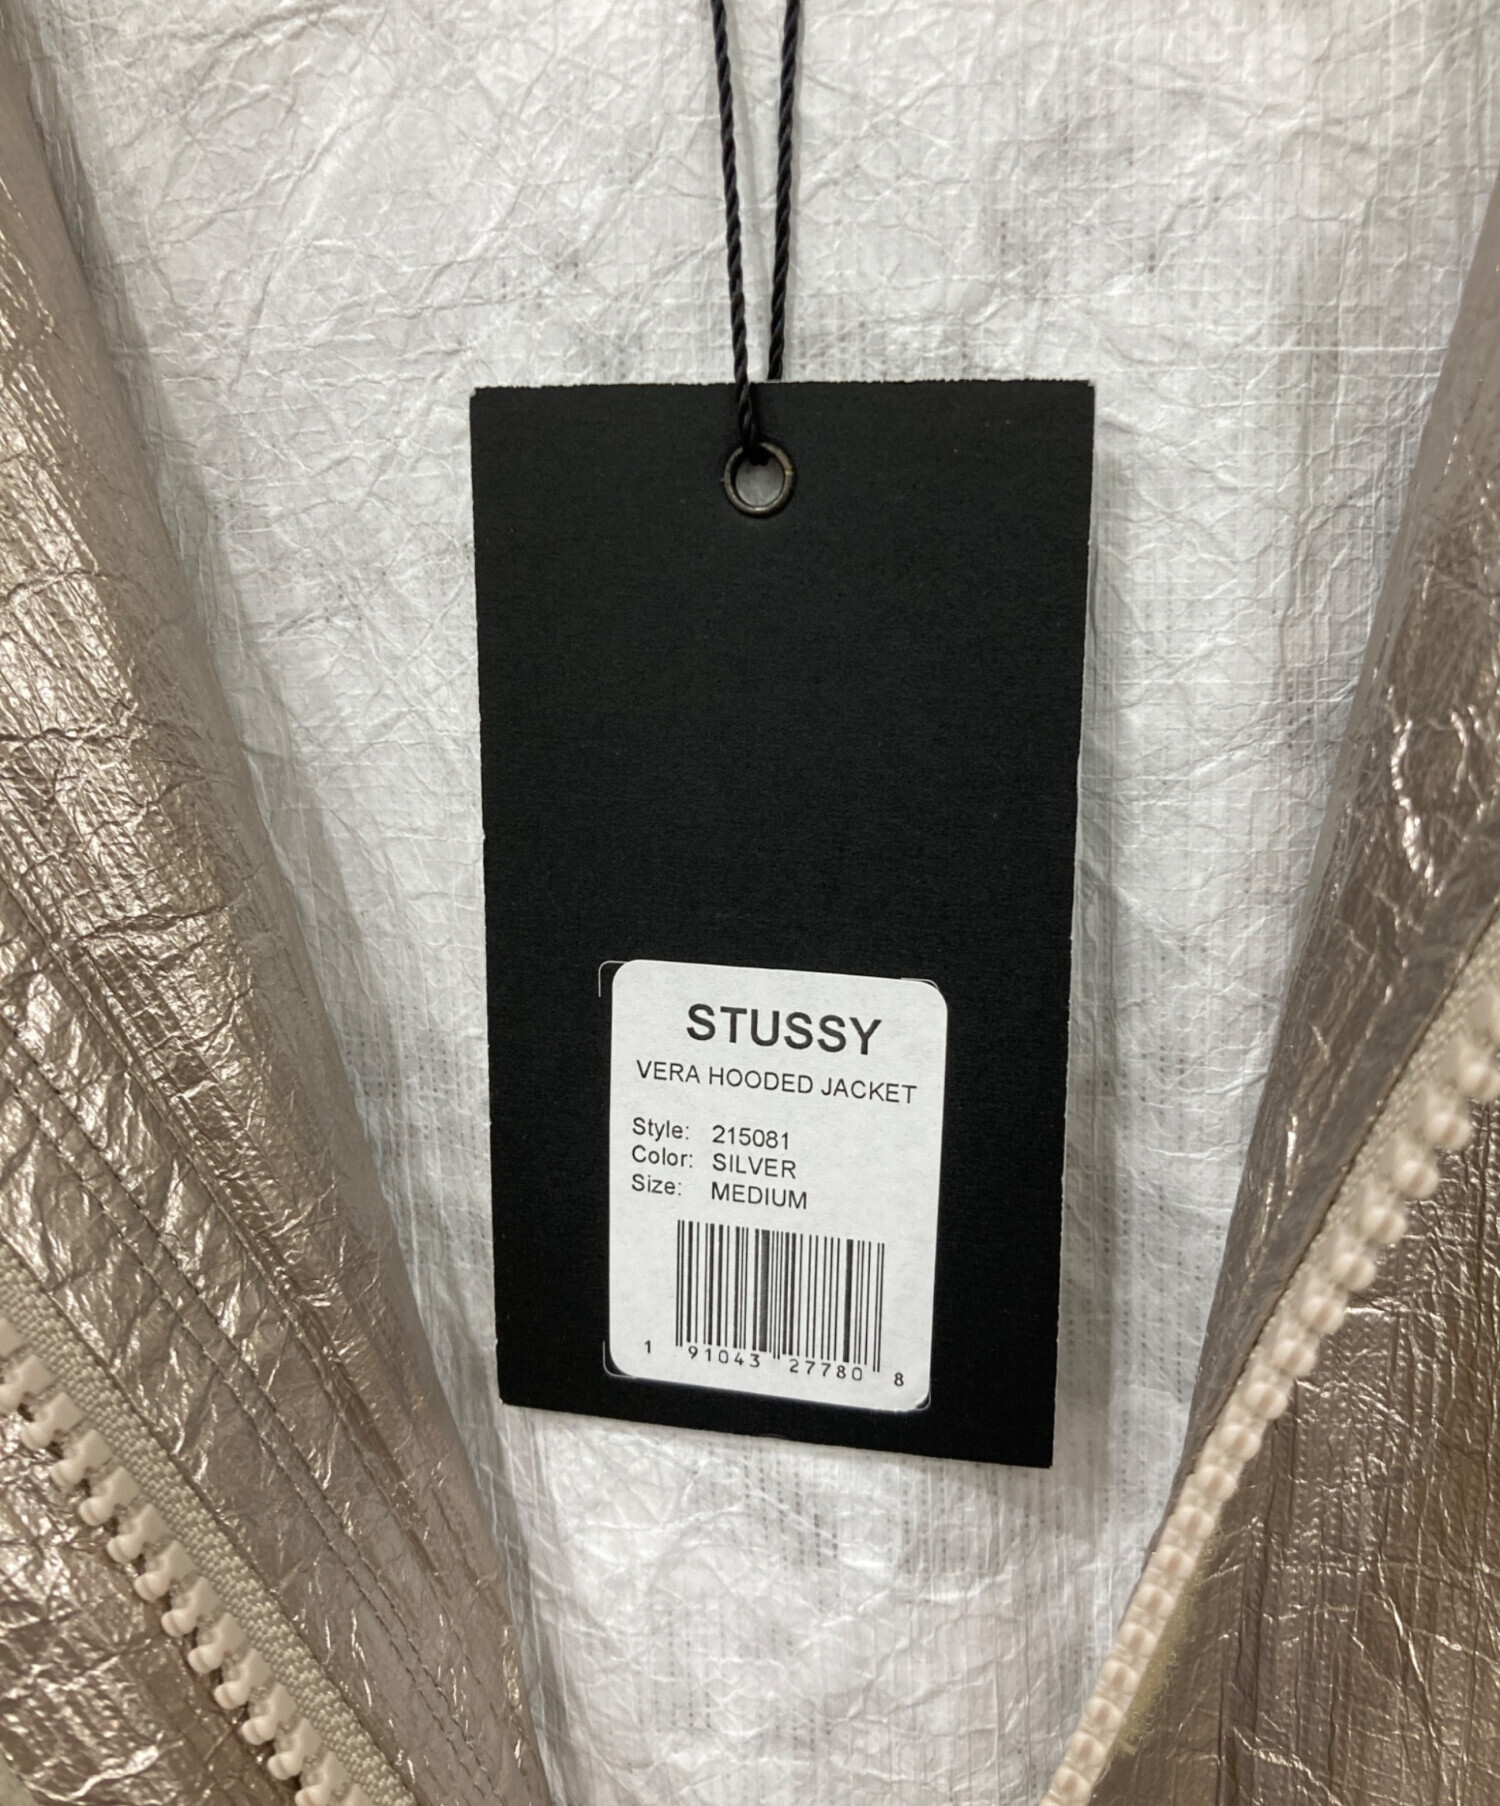 STUSSY
VERA HOODED JACKET
Style: 215081
Color: SILVER
Size: MEDIUM
1 91043 27780 8